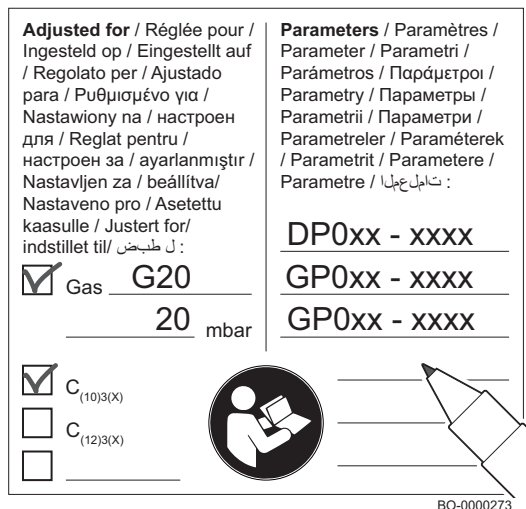 Adjusted for / Réglée pour /
Ingesteld op / Eingestellt auf
/ Regolato per / Ajustado
para / Ρυθμισμένο για /
Nastawiony na / настроен
для / Reglat pentru /
настроен за / ayarlanmıştır /
Nastavljen za / beállítva/
Nastaveno pro / Asetettu
kaasulle / Justert for/
indstillet til/ ل طبض :
Gas G20
20 mbar
C(10)3(X)
C(12)3(X)
Parameters / Paramètres /
Parameter / Parametri /
Parámetros / Παράμετροι /
Parametry / Параметры /
Parametrii / Параметри /
Parametreler / Paraméterek
/ Parametrit / Parametere /
Parametre / تاملعملا :
DP0xx - xxxx
GP0xx - xxxx
GP0xx - xxxx
BO-0000273